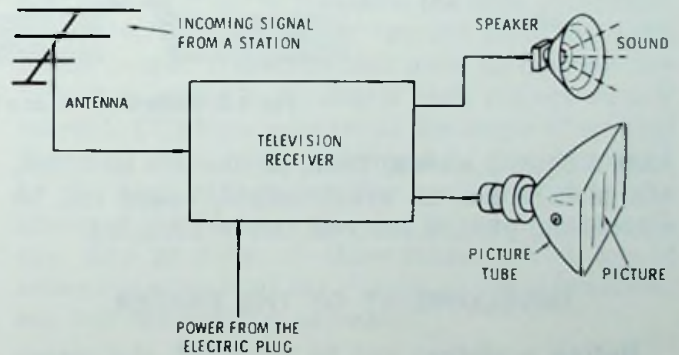 INCOMING SIGNAL
FROM A STATION
SPEAKER
SOUND
ANTENNA
TELEVISION
RECEIVER
PICTURE
TUBE
PICTURE
POWER FROM THE
ELECTRIC PLUG